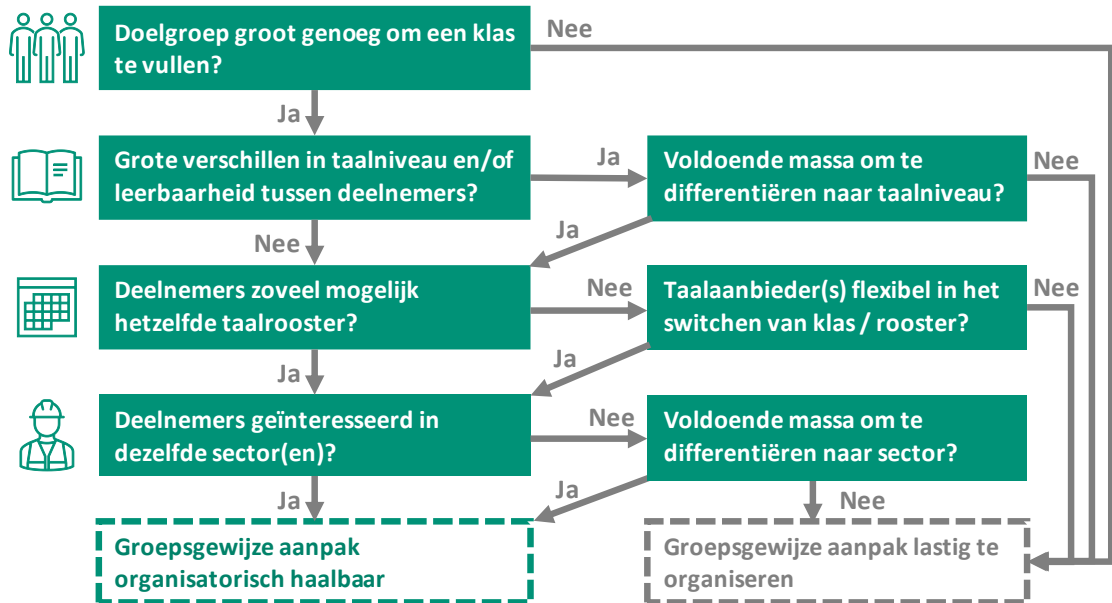 Doelgroep groot genoeg om een klas
te vullen?
Nee
Ja
Grote verschillen in taalniveau en/of
leerbaarheid tussen deelnemers?
Ja
Voldoende massa om te
differentiëren naar taalniveau?
Nee
Nee
Ja
Deelnemers zoveel mogelijk
hetzelfde taalrooster?
Nee
Taalaanbieder(s) flexibel in het
switchen van klas / rooster?
Nee
Ja
Ja
Deelnemers geïnteresseerd in
dezelfde sector(en)?
Nee
Voldoende massa om te
differentiëren naar sector?
Ja
Ja
Nee
Groepsgewijze aanpak
organisatorisch haalbaar
Groepsgewijze aanpak lastig te
organiseren